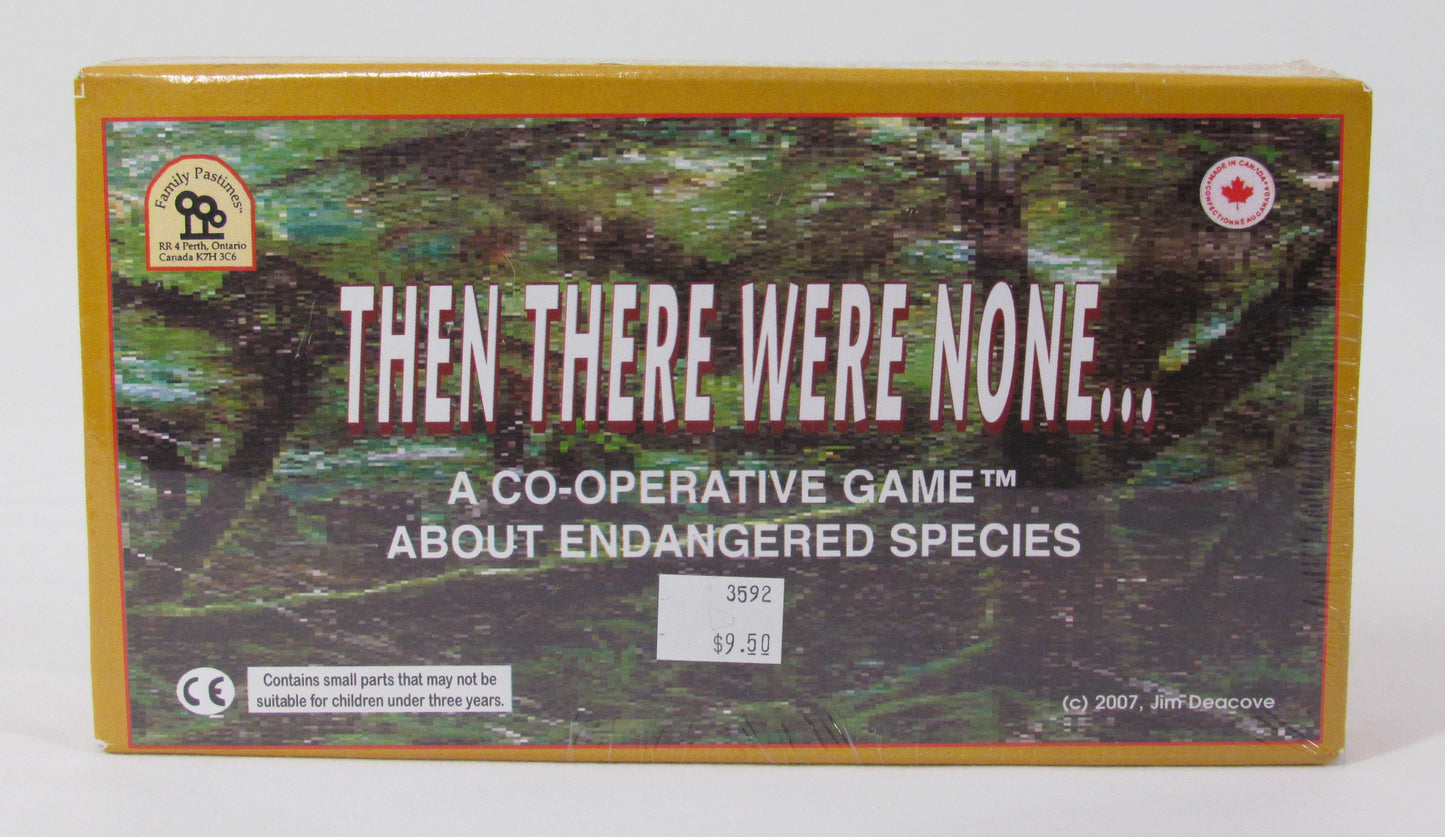 Family Pastimes™
RR 4 Perth, Ontario
Canada K7H 3C6
MADE IN CANADA
CONFECTIONNÉ AU CANADA
THEN THERE WERE NONE...
A CO-OPERATIVE GAME™
ABOUT ENDANGERED SPECIES
3592
$9.50
CE
Contains small parts that may not be
suitable for children under three years.
(c) 2007, Jim Deacove